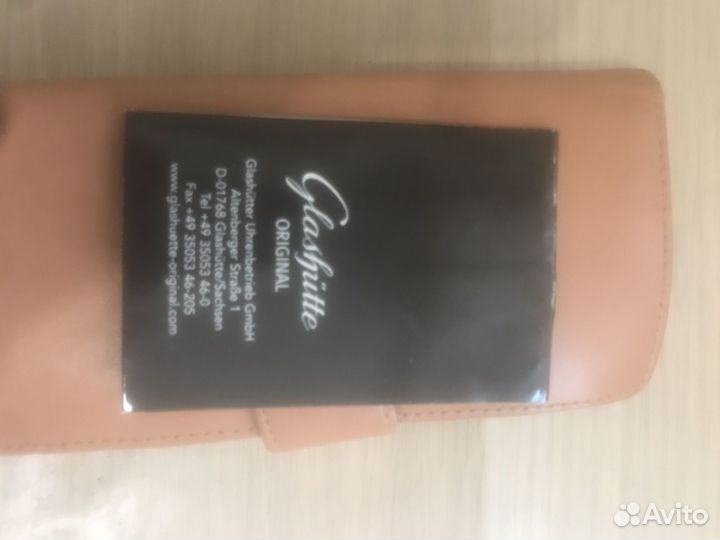 Glashütte
ORIGINAL
Glashütter Uhrenbetrieb GmbH
Altenberger Straße 1
D-01768 Glashütte/Sachsen
Tel +49 35053 46-0
Fax +49 35053 46-205
www.glashuette-original.com
Avito